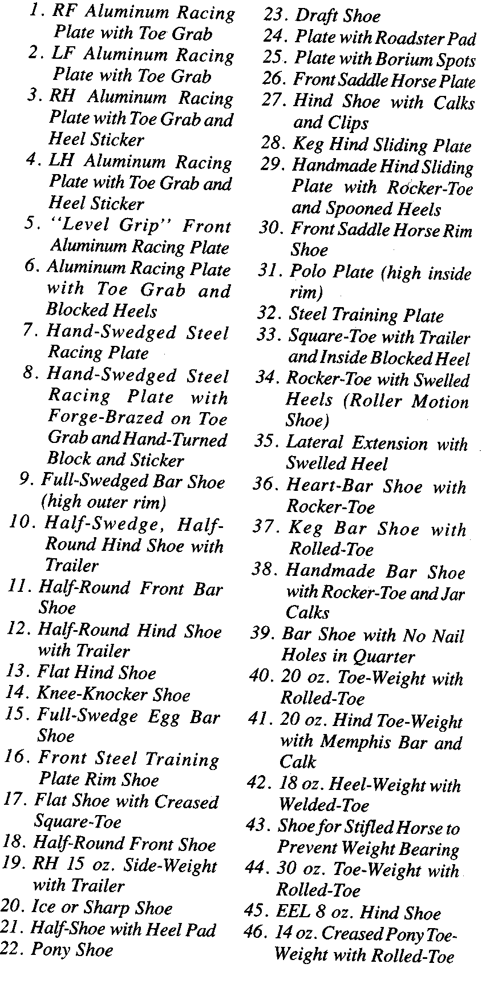 1. RF Aluminum Racing
Plate with Toe Grab
2. LF Aluminum Racing
Plate with Toe Grab
3. RH Aluminum Racing
Plate with Toe Grab and
Heel Sticker
4. LH Aluminum Racing
Plate with Toe Grab and
Heel Sticker
5. “Level Grip” Front
Aluminum Racing Plate
6. Aluminum Racing Plate
with Toe Grab and
Blocked Heels
7. Hand-Swedged Steel
Racing Plate
8. Hand-Swedged Steel
Racing Plate with
Forge-Brazed on Toe
Grab and Hand-Turned
Block and Sticker
9. Full-Swedged Bar Shoe
(high outer rim)
10. Half-Swedge, Half-
Round Hind Shoe with
Trailer
11. Half-Round Front Bar
Shoe
12. Half-Round Hind Shoe
with Trailer
13. Flat Hind Shoe
14. Knee-Knocker Shoe
15. Full-Swedge Egg Bar
Shoe
16. Front Steel Training
Plate Rim Shoe
17. Flat Shoe with Creased
Square-Toe
18. Half-Round Front Shoe
19. RH 15 oz. Side-Weight
with Trailer
20. Ice or Sharp Shoe
21. Half-Shoe with Heel Pad
22. Pony Shoe
23. Draft Shoe
24. Plate with Roadster Pad
25. Plate with Borium Spots
26. Front Saddle Horse Plate
27. Hind Shoe with Calks
and Clips
28. Keg Hind Sliding Plate
29. Handmade Hind Sliding
Plate with Rocker-Toe
and Spooned Heels
30. Front Saddle Horse Rim
Shoe
31. Polo Plate (high inside
rim)
32. Steel Training Plate
33. Square-Toe with Trailer
and Inside Blocked Heel
34. Rocker-Toe with Swelled
Heels (Roller Motion
Shoe)
35. Lateral Extension with
Swelled Heel
36. Heart-Bar Shoe with
Rocker-Toe
37. Keg Bar Shoe with
Rolled-Toe
38. Handmade Bar Shoe
with Rocker-Toe and Jar
Calks
39. Bar Shoe with No Nail
Holes in Quarter
40. 20 oz. Toe-Weight with
Rolled-Toe
41. 20 oz. Hind Toe-Weight
with Memphis Bar and
Calk
42. 18 oz. Heel-Weight with
Welded-Toe
43. Shoe for Stifled Horse to
Prevent Weight Bearing
44. 30 oz. Toe-Weight with
Rolled-Toe
45. EEL 8 oz. Hind Shoe
46. 14 oz. Creased Pony Toe-
Weight with Rolled-Toe